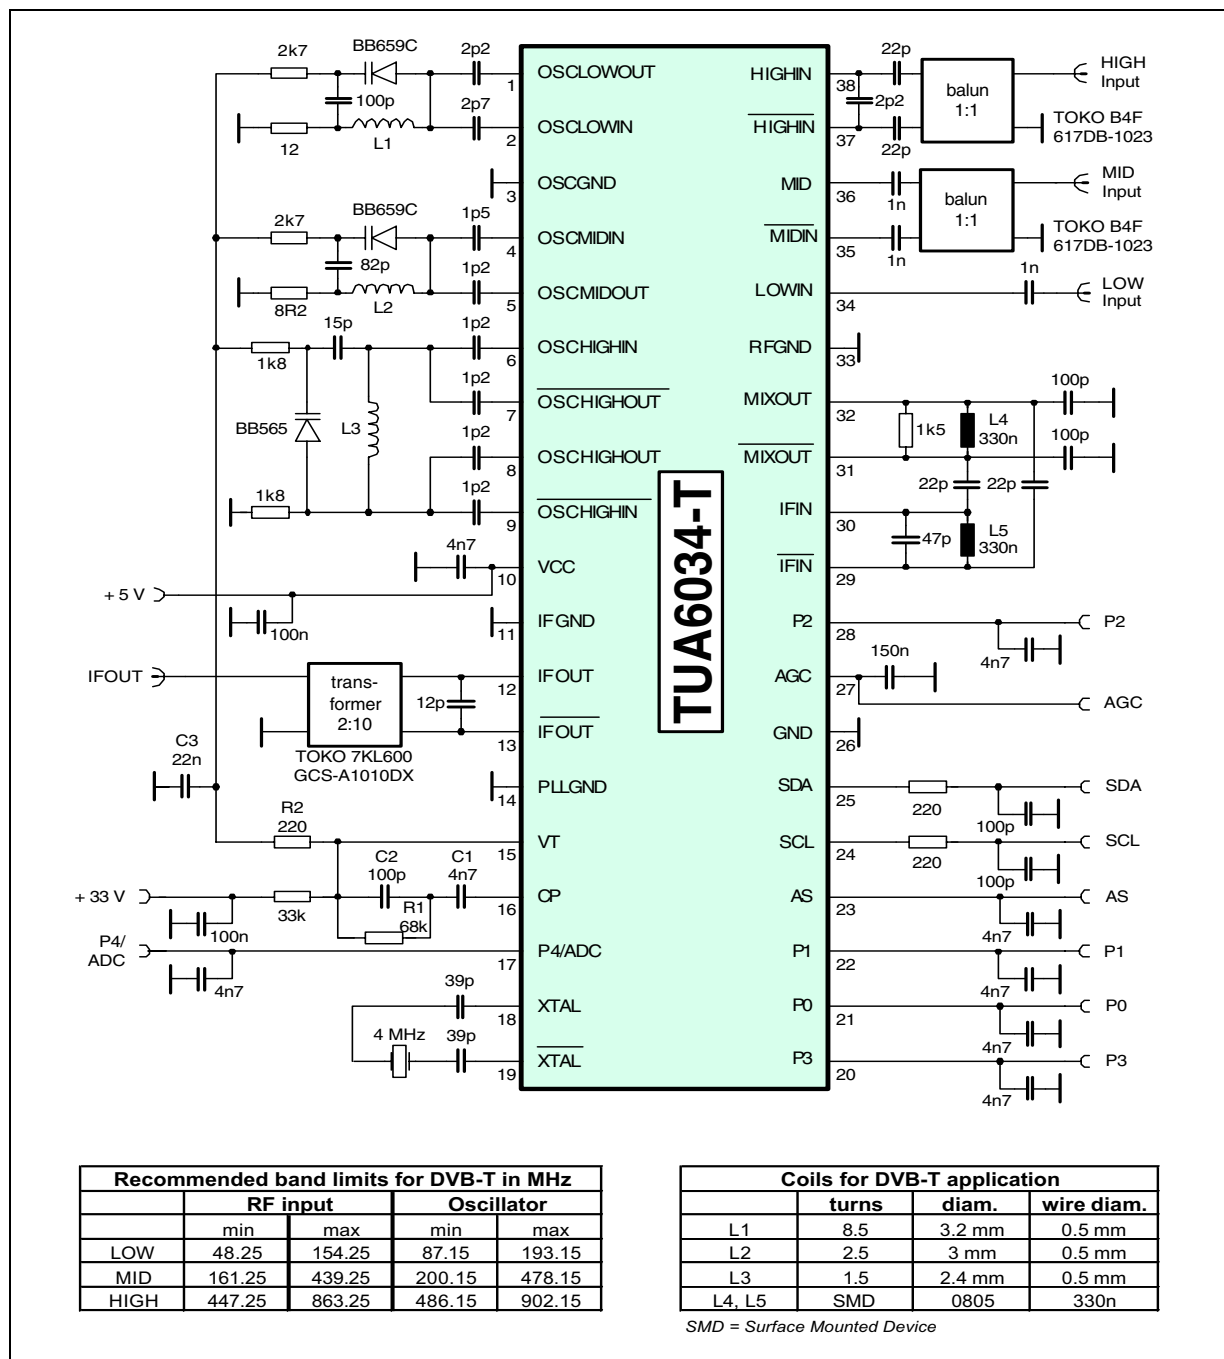 2k7
BB659C
2p2
1
OSCLOWOUT
HIGHIN
38
22p
HIGH
Input
100p
2p7
2p2
balun
1:1
12
L1
2
OSCLOWIN
HIGHIN
37
22p
TOKO B4F
617DB-1023
3
OSCGND
MID
36
1n
MID
Input
2k7
BB659C
1p5
4
OSCMIDIN
MIDIN
35
1n
balun
1:1
TOKO B4F
617DB-1023
82p
1p2
8R2
L2
5
OSCMIDOUT
LOWIN
34
1n
LOW
Input
15p
1p2
1k8
6
OSCHIGHIN
RFGND
33
1p2
7
OSCHIGHOUT
MIXOUT
32
100p
BB565
L3
1k5
L4
330n
1p2
8
OSCHIGHOUT
MIXOUT
31
100p
1k8
1p2
9
OSCHIGHIN
IFIN
30
22p
22p
4n7
10
VCC
IFIN
29
47p
L5
330n
+ 5 V
100n
11
IFGND
P2
28
4n7
P2
IFOUT
trans-
former
2:10
12p
12
IFOUT
AGC
27
150n
AGC
13
IFOUT
GND
26
TOKO 7KL600
GCS-A1010DX
TUA6034-T
C3
22n
14
PLLGND
SDA
25
220
100p
SDA
R2
220
15
VT
SCL
24
220
100p
SCL
C2
100p
C1
4n7
+ 33 V
33k
100n
R1
68k
16
CP
AS
23
4n7
AS
P4/
ADC
4n7
17
P4/ADC
P1
22
4n7
P1
39p
18
XTAL
P0
21
4n7
P0
4 MHz
39p
19
XTAL
P3
20
4n7
P3
Recommended band limits for DVB-T in MHz
RF input Oscillator
min max min max
LOW 48.25 154.25 87.15 193.15
MID 161.25 439.25 200.15 478.15
HIGH 447.25 863.25 486.15 902.15
Coils for DVB-T application
turns diam. wire diam.
L1 8.5 3.2 mm 0.5 mm
L2 2.5 3 mm 0.5 mm
L3 1.5 2.4 mm 0.5 mm
L4, L5 SMD 0805 330n
SMD = Surface Mounted Device